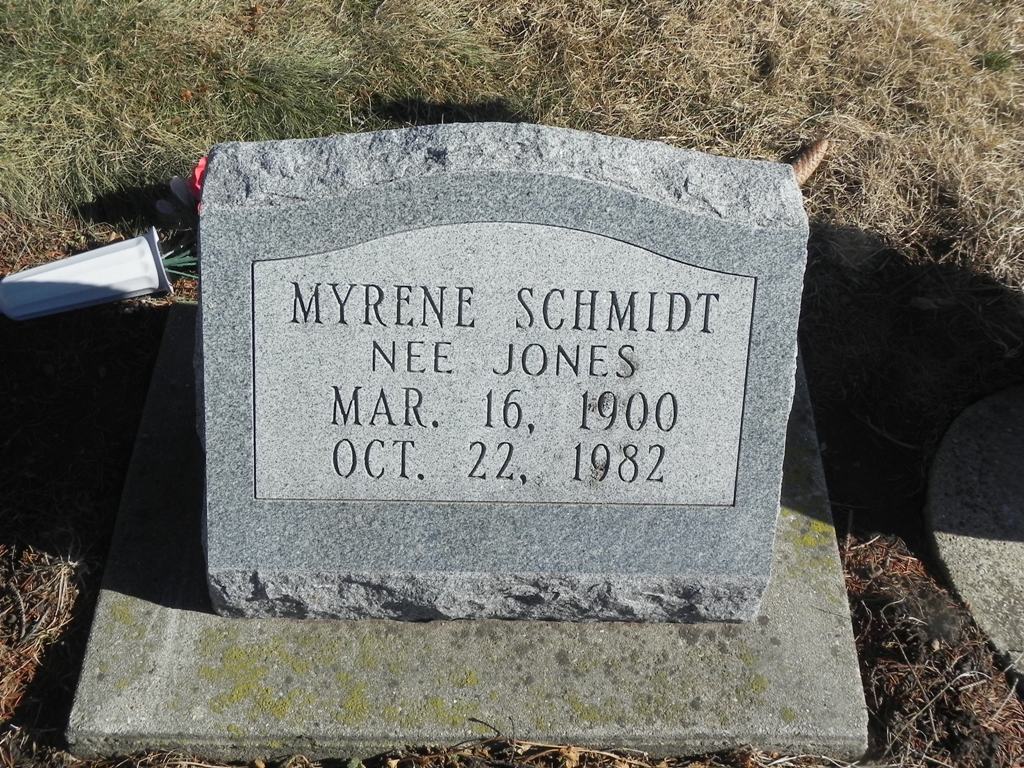 MYRENE SCHMIDT
NEE JONES
MAR. 16, 1900
OCT. 22, 1982